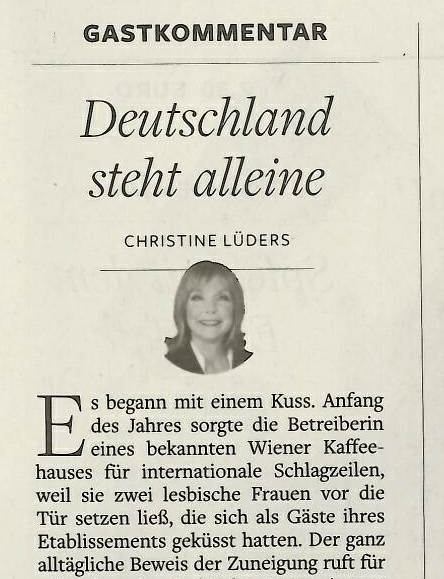 GASTKOMMENTAR
Deutschland
steht alleine
CHRISTINE LÜDERS
Es begann mit einem Kuss. Anfang
des Jahres sorgte die Betreiberin
eines bekannten Wiener Kaffee-
hauses für internationale Schlagzeilen,
weil sie zwei lesbische Frauen vor die
Tür setzen ließ, die sich als Gäste ihres
Etablissements geküsst hatten. Der ganz
alltägliche Beweis der Zuneigung ruft für